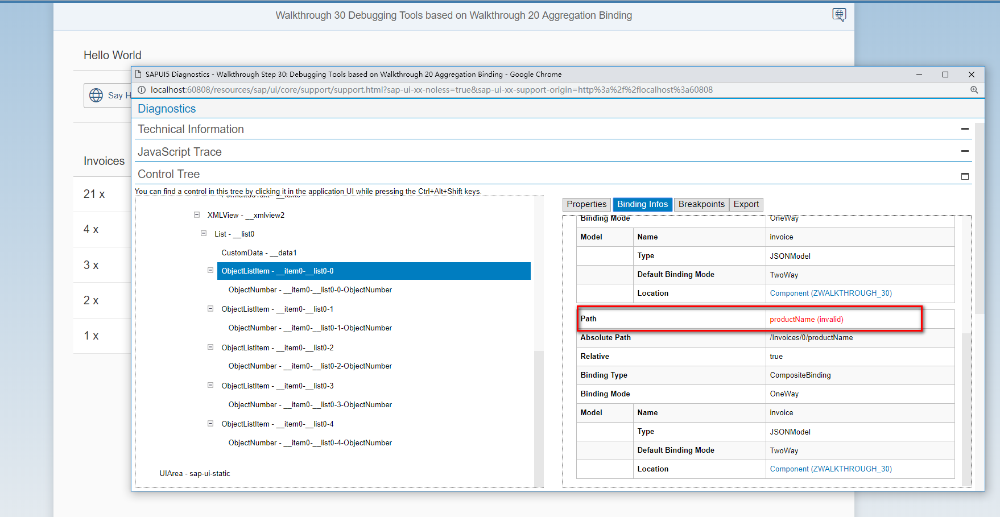 Walkthrough 30 Debugging Tools based on Walkthrough 20 Aggregation Binding
Hello World
Say H
Invoices
21 x
4 x
3 x
2 x
1 x
SAPUI5 Diagnostics - Walkthrough Step 30: Debugging Tools based on Walkthrough 20 Aggregation Binding - Google Chrome
localhost:60808/resources/sap/ui/core/support/support.html?sap-ui-xx-noless=true&sap-ui-xx-support-origin=http%3a%2f%2flocalhost%3a60808
Diagnostics
Technical Information
JavaScript Trace
Control Tree
You can find a control in this tree by clicking it in the application UI while pressing the Ctrl+Alt+Shift keys.
XMLView - __xmlview2
List - __list0
CustomData - __data1
ObjectListItem - __item0-__list0-0
ObjectNumber - __item0-__list0-0-ObjectNumber
ObjectListItem - __item0-__list0-1
ObjectNumber - __item0-__list0-1-ObjectNumber
ObjectListItem - __item0-__list0-2
ObjectNumber - __item0-__list0-2-ObjectNumber
ObjectListItem - __item0-__list0-3
ObjectNumber - __item0-__list0-3-ObjectNumber
ObjectListItem - __item0-__list0-4
ObjectNumber - __item0-__list0-4-ObjectNumber
UIArea - sap-ui-static
Properties Binding Infos Breakpoints Export
Binding Mode OneWay
Model Name invoice
Type JSONModel
Default Binding Mode TwoWay
Location Component (ZWALKTHROUGH_30)
Path productName (invalid)
Absolute Path /Invoices/0/productName
Relative true
Binding Type CompositeBinding
Binding Mode OneWay
Model Name invoice
Type JSONModel
Default Binding Mode TwoWay
Location Component (ZWALKTHROUGH_30)